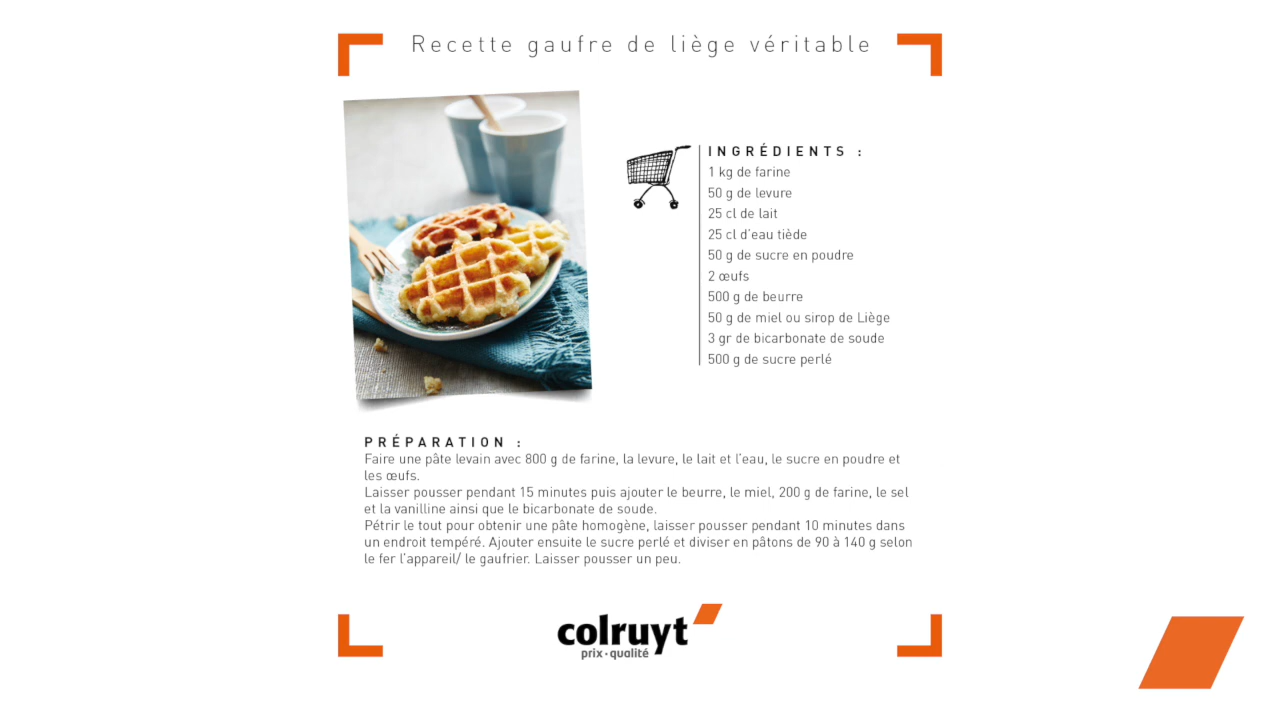 Recette gaufre de liège véritable
INGRÉDIENTS :
1 kg de farine
50 g de levure
25 cl de lait
25 cl d'eau tiède
50 g de sucre en poudre
2 œufs
500 g de beurre
50 g de miel ou sirop de Liège
3 gr de bicarbonate de soude
500 g de sucre perlé
PRÉPARATION :
Faire une pâte levain avec 800 g de farine, la levure, le lait et l'eau, le sucre en poudre et
les œufs.
Laisser pousser pendant 15 minutes puis ajouter le beurre, le miel, 200 g de farine, le sel
et la vanilline ainsi que le bicarbonate de soude.
Pétrir le tout pour obtenir une pâte homogène, laisser pousser pendant 10 minutes dans
un endroit tempéré. Ajouter ensuite le sucre perlé et diviser en pâtons de 90 à 140 g selon
le fer l'appareil/ le gaufrier. Laisser pousser un peu.
colruyt
prix · qualité